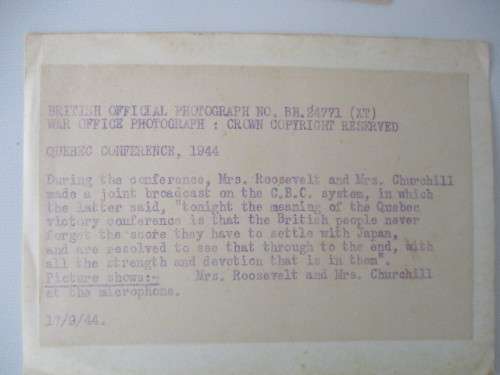 BRITISH OFFICIAL PHOTOGRAPH NO. BH.24771 (XT)
WAR OFFICE PHOTOGRAPH : CROWN COPYRIGHT RESERVED
QUEBEC CONFERENCE, 1944
During the conference, Mrs. Roosevelt and Mrs. Churchill
made a joint broadcast on the C.B.C. system, in which
the latter said, "tonight the meaning of the Quebec
victory conference is that the British people never
forget the score they have to settle with Japan,
and are resolved to see that through to the end, with
all the strength and devotion that is in them".
Picture shows:- Mrs. Roosevelt and Mrs. Churchill
at the microphone.
17/9/44.